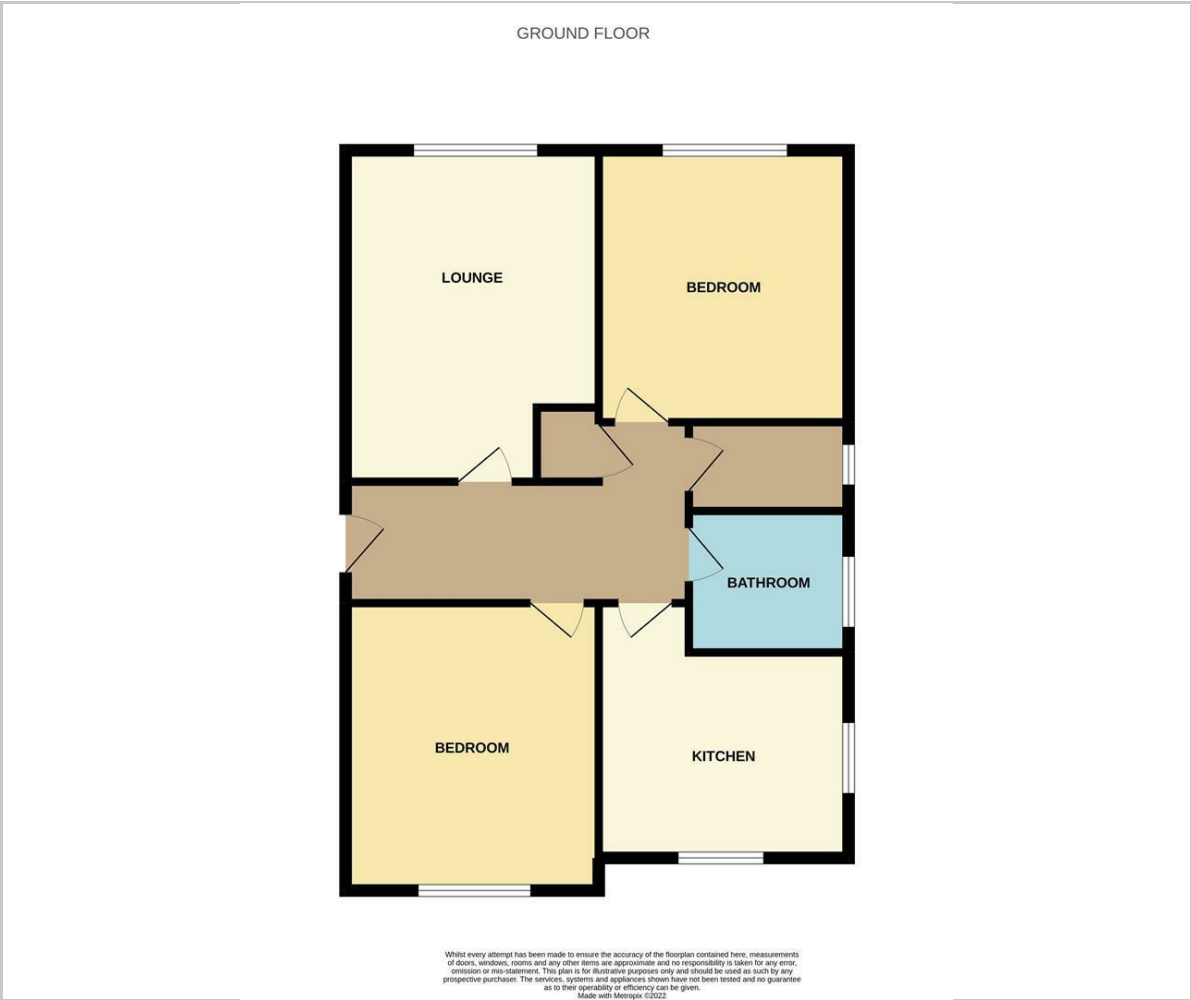 GROUND FLOOR
LOUNGE
BEDROOM
BATHROOM
BEDROOM
KITCHEN
Whilst every attempt has been made to ensure the accuracy of the floorplan contained here, measurements
of doors, windows, rooms and any other items are approximate and no responsibility is taken for any error,
omission or mis-statement. This plan is for illustrative purposes only and should be used as such by any
prospective purchaser. The services, systems and appliances shown have not been tested and no guarantee
as to their operability or efficiency can be given.
Made with Metropix ©2022